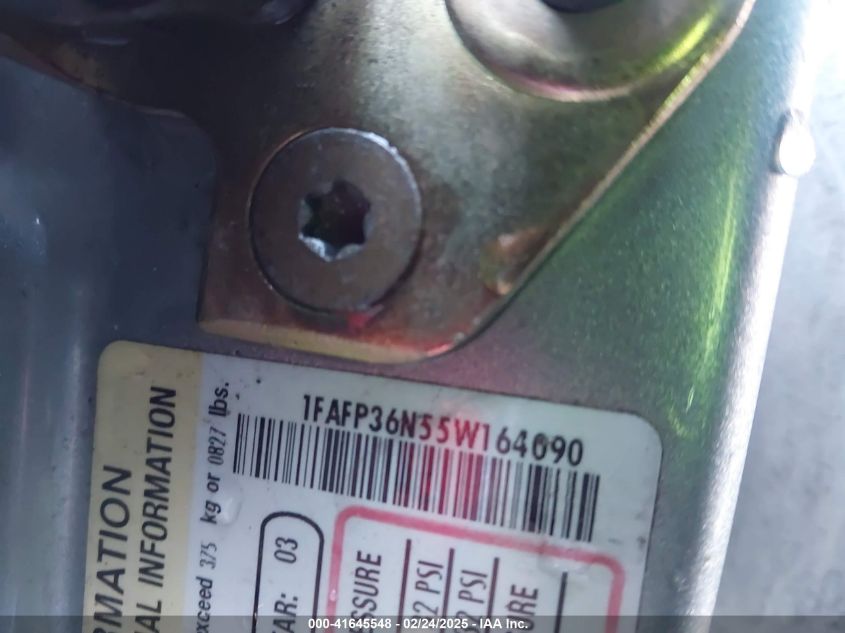 1FAFP36N55W164090
RMATION
AL INFORMATION
exceed 375 kg or 0827 lbs.
AR: 03
SSURE
2 PSI
PSI
URE
000-41645548 - 02/24/2025 - IAA Inc.